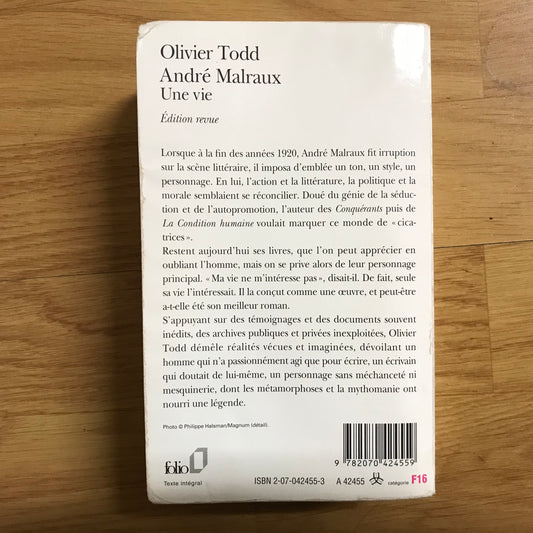 Olivier Todd
André Malraux
Une vie
Édition revue
Lorsque à la fin des années 1920, André Malraux fit irruption
sur la scène littéraire, il imposa d'emblée un ton, un style, un
personnage. En lui, l'action et la littérature, la politique et la
morale semblaient se réconcilier. Doué du génie de la séduc-
tion et de l'autopromotion, l'auteur des Conquérants puis de
La Condition humaine voulait marquer ce monde de « cica-
trices ».
Restent aujourd'hui ses livres, que l'on peut apprécier en
oubliant l'homme, mais on se prive alors de leur personnage
principal. « Ma vie ne m'intéresse pas », disait-il. De fait, seule
sa vie l'intéressait. Il la conçut comme une œuvre, et peut-être
a-t-elle été son meilleur roman.
S'appuyant sur des témoignages et des documents souvent
inédits, des archives publiques et privées inexploitées, Olivier
Todd démêle réalités vécues et imaginées, dévoilant un
homme qui n'a passionnément agi que pour écrire, un écrivain
qui doutait de lui-même, un personnage sans méchanceté ni
mesquinerie, dont les métamorphoses et la mythomanie ont
nourri une légende.
Photo © Philippe Halsman/Magnum (détail).
9 782070 424559
folio
Texte intégral
ISBN 2-07-042455-3 A 42455 catégorie F16